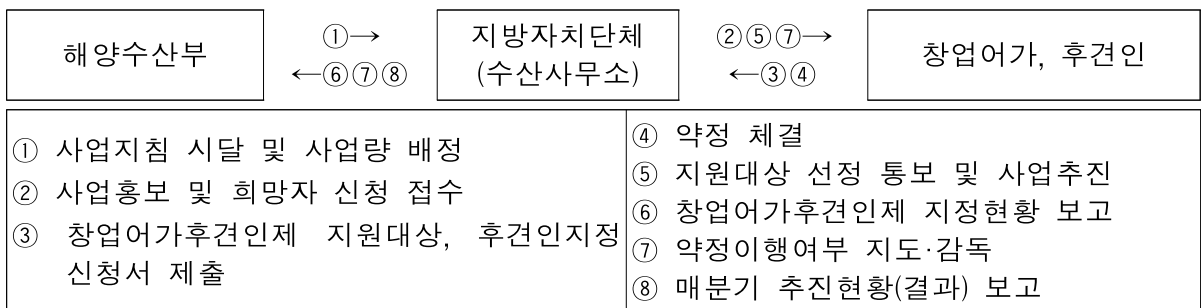 해양수산부
①→
←⑥⑦⑧
지방자치단체
(수산사무소)
②⑤⑦→
←③④
창업어가, 후견인
① 사업지침 시달 및 사업량 배정
② 사업홍보 및 희망자 신청 접수
③ 창업어가후견인제 지원대상, 후견인지정
신청서 제출
④ 약정 체결
⑤ 지원대상 선정 통보 및 사업추진
⑥ 창업어가후견인제 지정현황 보고
⑦ 약정이행여부 지도·감독
⑧ 매분기 추진현황(결과) 보고